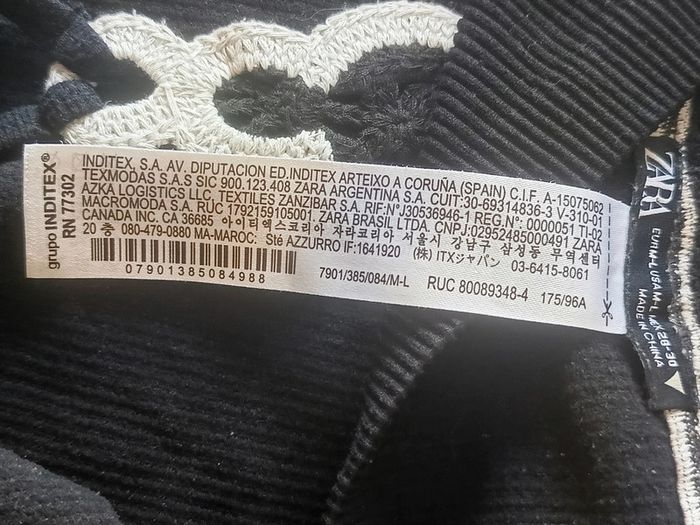 grupo INDITEX®
RN 77302
INDITEX, S.A. AV. DIPUTACION ED.INDITEX ARTEIXO A CORUÑA (SPAIN) C.I.F. A-15075062
TEXMODAS S.A.S SIC 900.123.408 ZARA ARGENTINA S.A. CUIT:30-69314836-3 V-310-01
AZKA LOGISTICS LLC TEXTILES ZANZIBAR S.A. RIF:NºJ30536946-1 REG.Nº: 0000051 TI-02
MACROMODA S.A. RUC 1792159105001. ZARA BRASIL LTDA. CNPJ:02952485000491 ZARA
CANADA INC. CA 36685 아이티엑스코리아 자라코리아 서울시 강남구 삼성동 무역센터
20 층 080-479-0880 MA-MAROC: Sté AZZURRO IF:1641920 (株) ITXジャパン 03-6415-8061
07901385084988
7901/385/084/M-L RUC 80089348-4 175/96A
ZARA
MADE IN CHINA